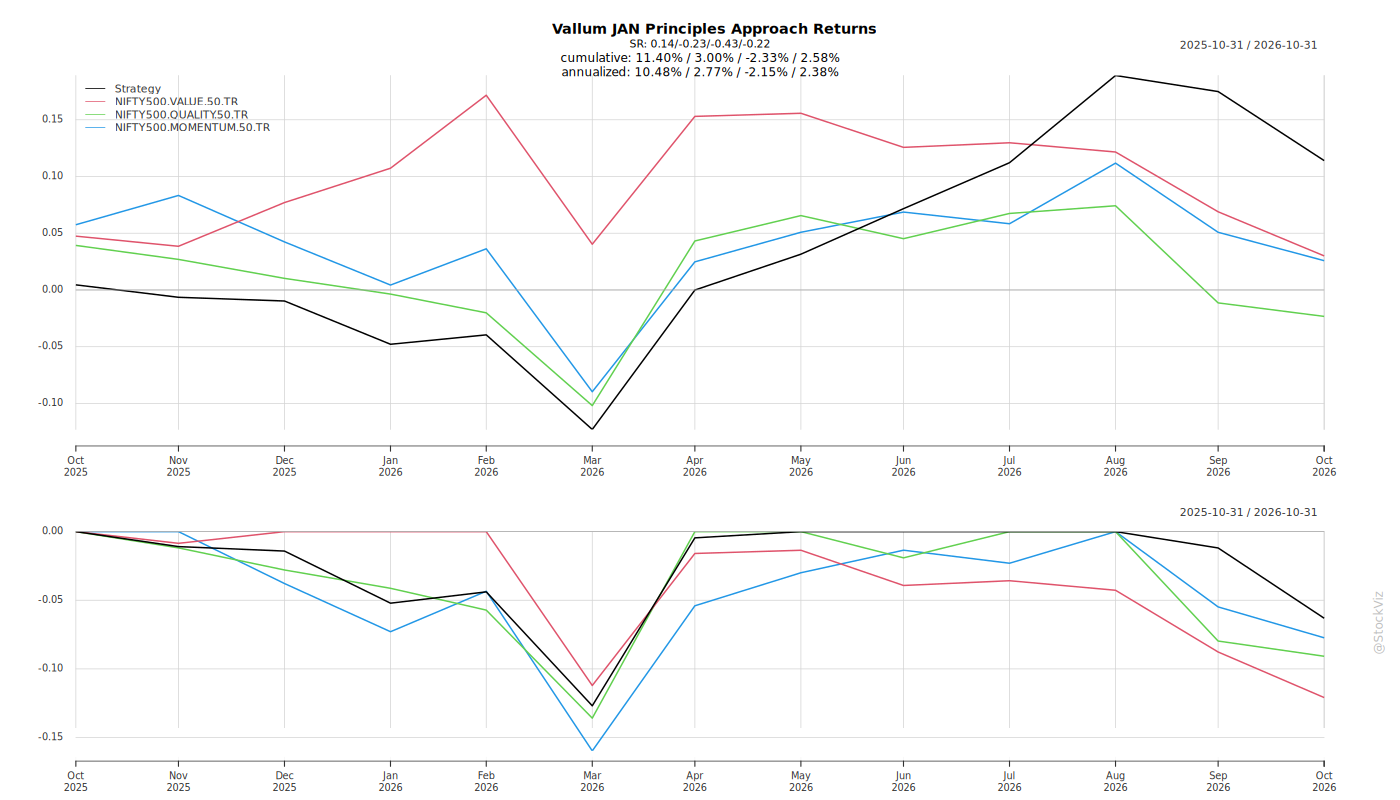 Vallum JAN Principles Approach Returns
SR: 0.14/-0.23/-0.43/-0.22
cumulative: 11.40% / 3.00% / -2.33% / 2.58%
annualized: 10.48% / 2.77% / -2.15% / 2.38%
2025-10-31 / 2026-10-31
Strategy
NIFTY500.VALUE.50.TR
NIFTY500.QUALITY50.TR
NIFTY500.MOMENTUM.50.TR
0.15
0.10
0.05
0.00
-0.05
-0.10
Oct Nov Dec Jan Feb Mar Apr May Jun Jul Aug Sep Oct
2025 2025 2025 2026 2026 2026 2026 2026 2026 2026 2026 2026 2026
2025-10-31 / 2026-10-31
0.00
-0.05
-0.10
-0.15
Oct Nov Dec Jan Feb Mar Apr May Jun Jul Aug Sep Oct
2025 2025 2025 2026 2026 2026 2026 2026 2026 2026 2026 2026 2026
@StockViz